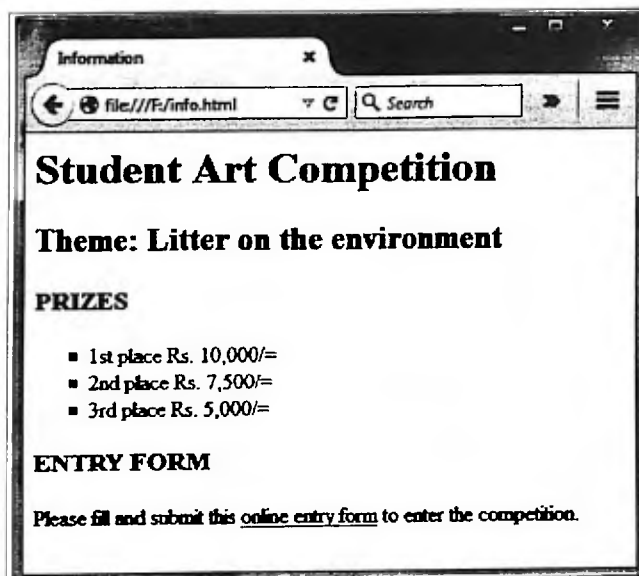 Information
file:///F:/info.html
Search
Student Art Competition
Theme: Litter on the environment
PRIZES
1st place Rs. 10,000/=
2nd place Rs. 7,500/=
3rd place Rs. 5,000/=
ENTRY FORM
Please fill and submit this online entry form to enter the competition.